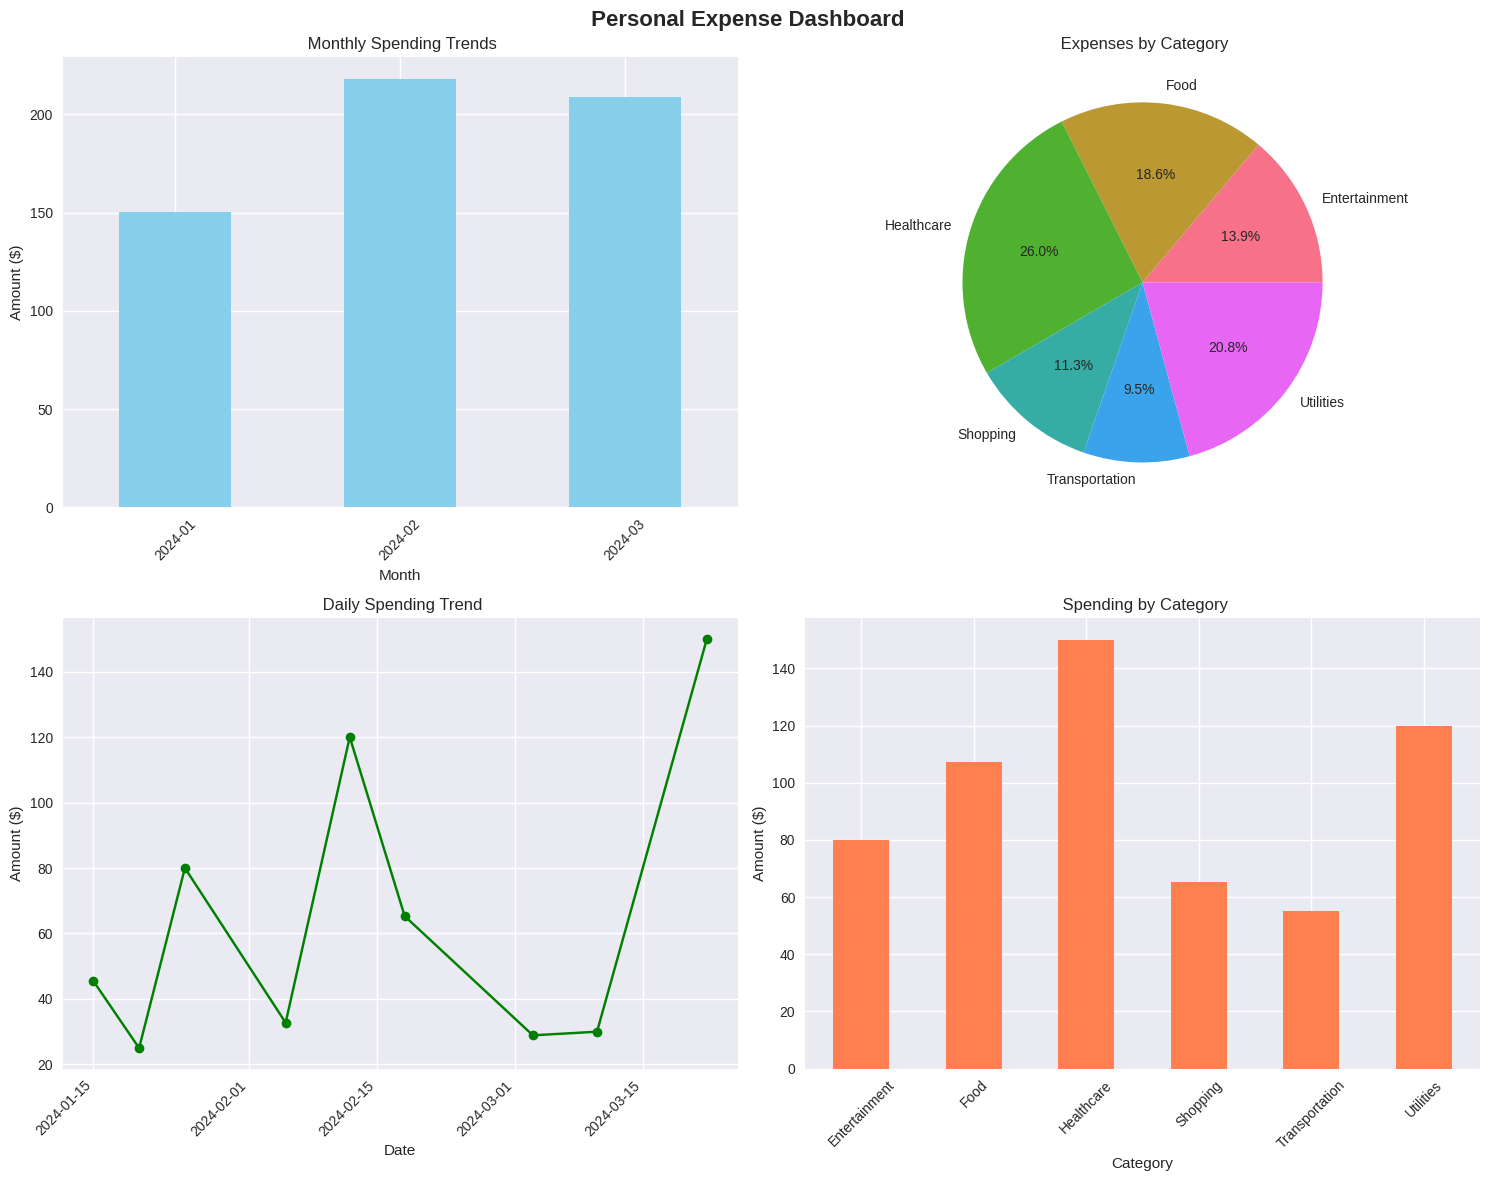 Personal Expense Dashboard
Monthly Spending Trends
Amount ($)
200
150
100
50
0
2024-01
2024-02
2024-03
Month
Expenses by Category
Food
Entertainment
Healthcare
Shopping
Transportation
Utilities
18.6%
13.9%
26.0%
11.3%
9.5%
20.8%
Daily Spending Trend
Amount ($)
140
120
100
80
60
40
20
2024-01-15
2024-02-01
2024-02-15
2024-03-01
2024-03-15
Date
Spending by Category
Amount ($)
140
120
100
80
60
40
20
0
Entertainment
Food
Healthcare
Shopping
Transportation
Utilities
Category